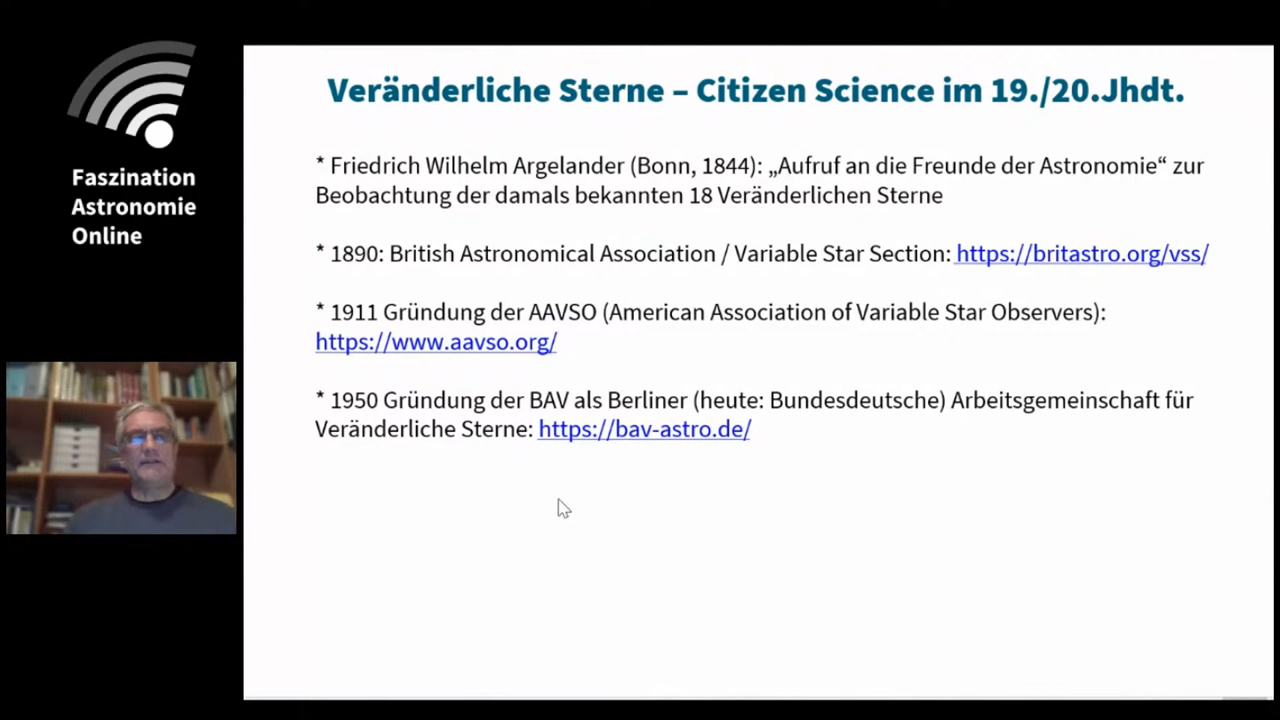 Faszination
Astronomie
Online
Veränderliche Sterne – Citizen Science im 19./20.Jhdt.
* Friedrich Wilhelm Argelander (Bonn, 1844): „Aufruf an die Freunde der Astronomie“ zur
Beobachtung der damals bekannten 18 Veränderlichen Sterne
* 1890: British Astronomical Association / Variable Star Section: https://britastro.org/vss/
* 1911 Gründung der AAVSO (American Association of Variable Star Observers):
https://www.aavso.org/
* 1950 Gründung der BAV als Berliner (heute: Bundesdeutsche) Arbeitsgemeinschaft für
Veränderliche Sterne: https://bav-astro.de/